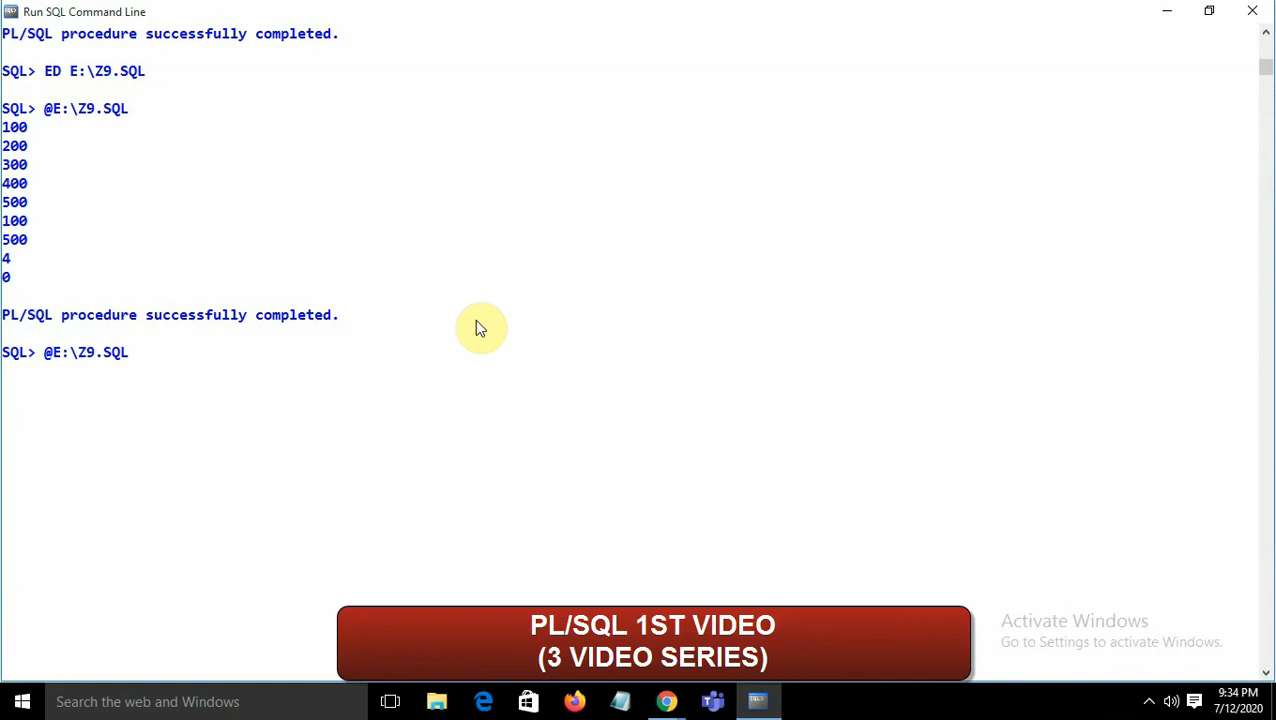 Run SQL Command Line
PL/SQL procedure successfully completed.
SQL> ED E:\Z9.SQL
SQL> @E:\Z9.SQL
100
200
300
400
500
100
500
4
0
PL/SQL procedure successfully completed.
SQL> @E:\Z9.SQL
PL/SQL 1ST VIDEO
(3 VIDEO SERIES)
Activate Windows
Go to Settings to activate Windows.
Search the web and Windows
9:34 PM
7/12/2020